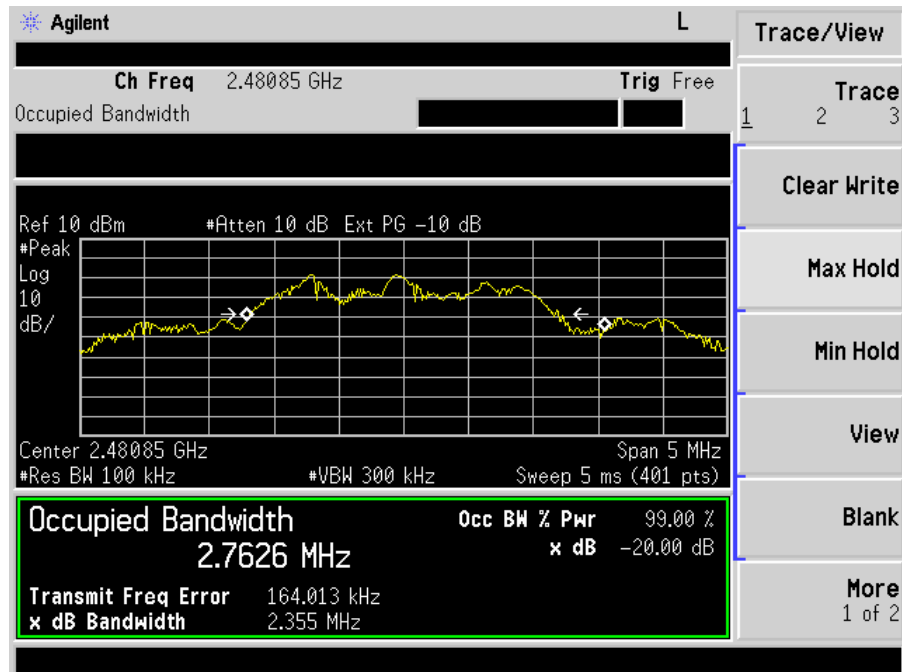 Agilent L
Ch Freq 2.48085 GHz Trig Free
Occupied Bandwidth
Ref 10 dBm #Atten 10 dB Ext PG -10 dB
#Peak
Log
10
dB/
Center 2.48085 GHz Span 5 MHz
#Res BW 100 kHz #VBW 300 kHz Sweep 5 ms (401 pts)
Occupied Bandwidth Occ BW % Pwr 99.00 %
2.7626 MHz x dB -20.00 dB
Transmit Freq Error 164.013 kHz
x dB Bandwidth 2.355 MHz
Trace/View
Trace
1 2 3
Clear Write
Max Hold
Min Hold
View
Blank
More
1 of 2